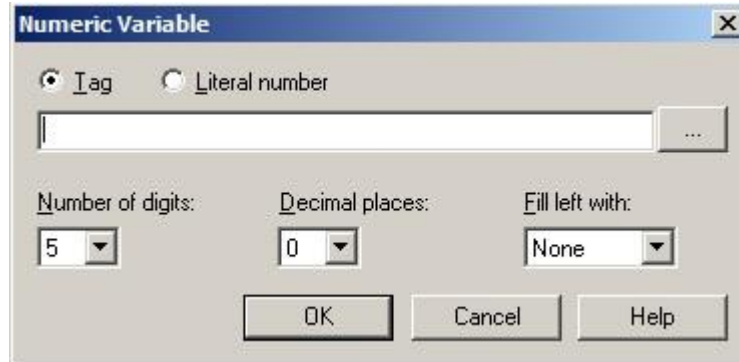 Numeric Variable
Tag Literal number
...
Number of digits: Decimal places: Fill left with:
5 0 None
OK Cancel Help